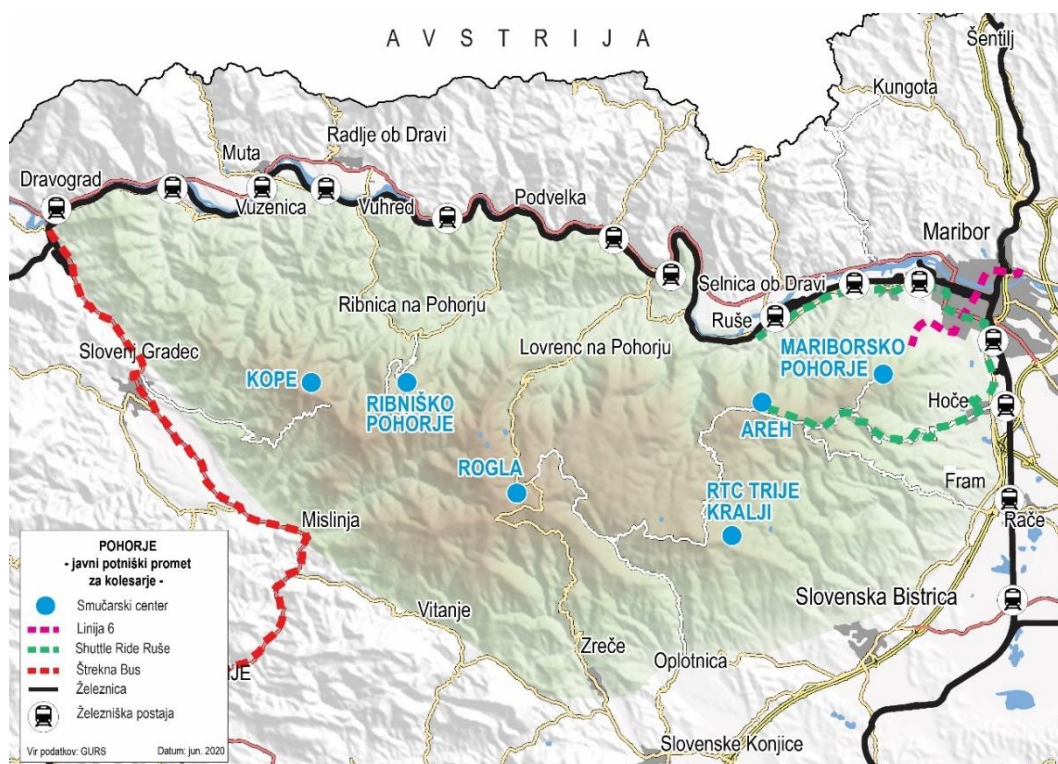 A V S T R I J A
Šentilj
Kungota
Radlje ob Dravi
Muta
Dravograd
Vuzenica
Vuhred
Podvelka
Maribor
Selnica ob Dravi
Ribnica na Pohorju
Ruše
Slovenj Gradec
Lovrenc na Pohorju
MARIBORSKO
POHORJE
KOPE
RIBNIŠKO
POHORJE
Hoče
AREH
ROGLA
RTC TRIJE
KRALJI
Fram
Rače
Mislinja
Slovenska Bistrica
Vitanje
Zreče
Oplotnica
Slovenske Konjice
POHORJE
- javni potniški promet
za kolesarje -
Smučarski center
Linija 6
Shuttle Ride Ruše
Štrekna Bus
Železnica
Železniška postaja
Vir podatkov: GURS
Datum: jun. 2020